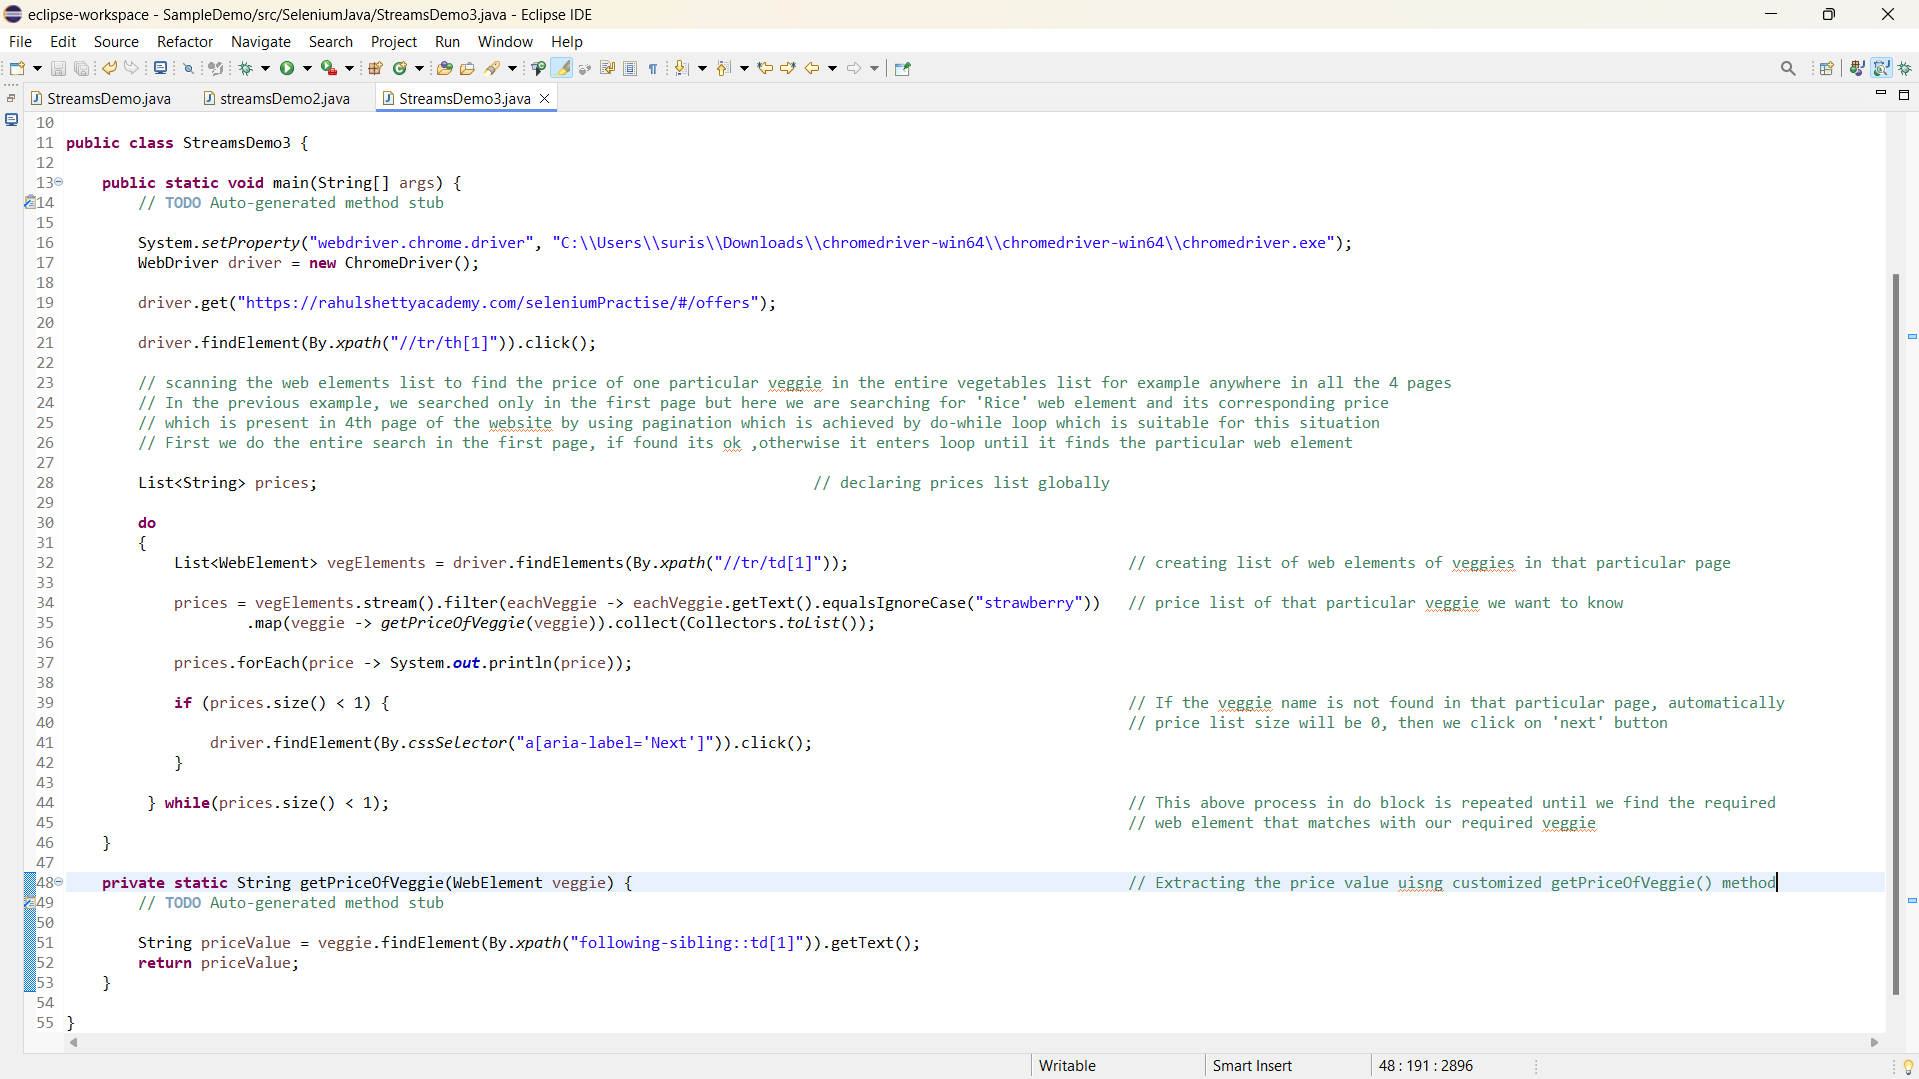 eclipse-workspace - SampleDemo/src/SeleniumJava/StreamsDemo3.java - Eclipse IDE
File Edit Source Refactor Navigate Search Project Run Window Help
StreamsDemo.java streamsDemo2.java StreamsDemo3.java
10
11 public class StreamsDemo3 {
12
13 public static void main(String[] args) {
14 // TODO Auto-generated method stub
15
16 System.setProperty("webdriver.chrome.driver", "C:\\Users\\suris\\Downloads\\chromedriver-win64\\chromedriver-win64\\chromedriver.exe");
17 WebDriver driver = new ChromeDriver();
18
19 driver.get("https://rahulshettyacademy.com/seleniumPractise/#/offers");
20
21 driver.findElement(By.xpath("//tr/th[1]")).click();
22
23 // scanning the web elements list to find the price of one particular veggie in the entire vegetables list for example anywhere in all the 4 pages
24 // In the previous example, we searched only in the first page but here we are searching for 'Rice' web element and its corresponding price
25 // which is present in 4th page of the website by using pagination which is achieved by do-while loop which is suitable for this situation
26 // First we do the entire search in the first page, if found its ok ,otherwise it enters loop until it finds the particular web element
27
28 List<String> prices; // declaring prices list globally
29
30 do
31 {
32 List<WebElement> vegElements = driver.findElements(By.xpath("//tr/td[1]")); // creating list of web elements of veggies in that particular page
33
34 prices = vegElements.stream().filter(eachVeggie -> eachVeggie.getText().equalsIgnoreCase("strawberry")) // price list of that particular veggie we want to know
35 .map(veggie -> getPriceOfVeggie(veggie)).collect(Collectors.toList());
36
37 prices.forEach(price -> System.out.println(price));
38
39 if (prices.size() < 1) { // If the veggie name is not found in that particular page, automatically
40 // price list size will be 0, then we click on 'next' button
41 driver.findElement(By.cssSelector("a[aria-label='Next']")).click();
42 }
43
44 } while(prices.size() < 1); // This above process in do block is repeated until we find the required
45 // web element that matches with our required veggie
46 }
47
48 private static String getPriceOfVeggie(WebElement veggie) { // Extracting the price value uisng customized getPriceOfVeggie() method
49 // TODO Auto-generated method stub
50
51 String priceValue = veggie.findElement(By.xpath("following-sibling::td[1]")).getText();
52 return priceValue;
53 }
54
55 }
Writable Smart Insert 48 : 191 : 2896